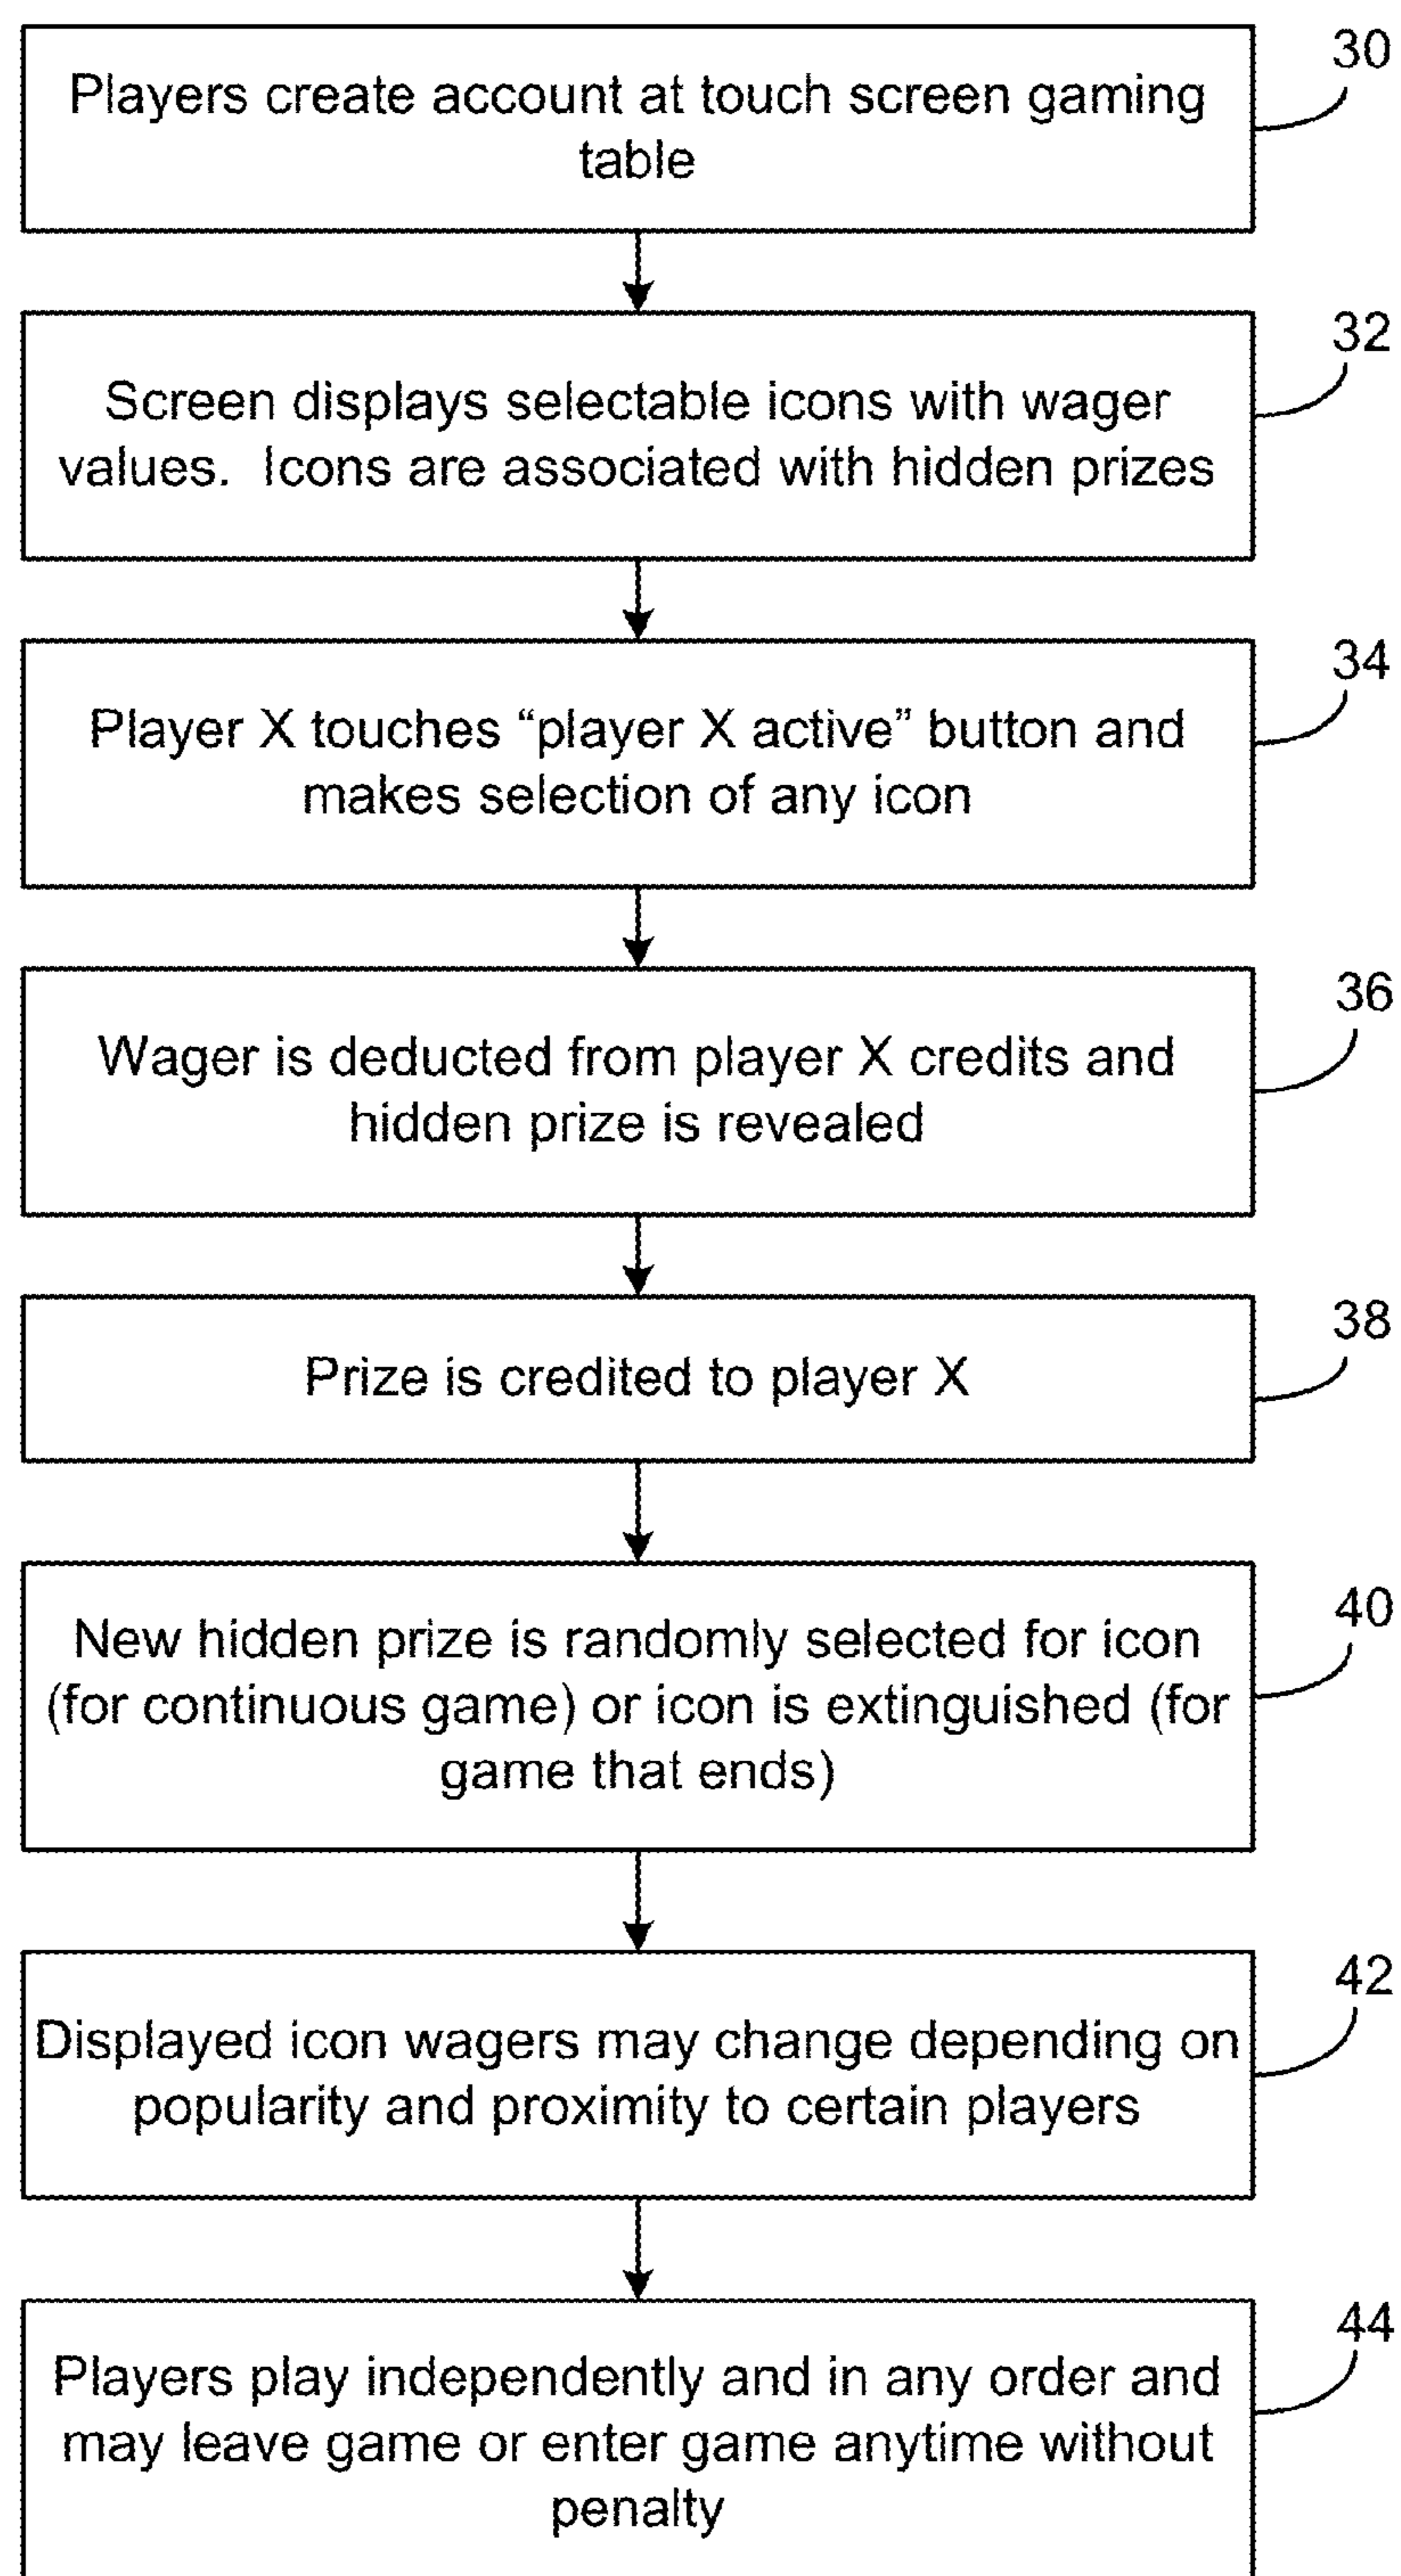 30
Players create account at touch screen gaming
table
32
Screen displays selectable icons with wager
values.  Icons are associated with hidden prizes
34
Player X touches “player X active” button and
makes selection of any icon
36
Wager is deducted from player X credits and
hidden prize is revealed
38
Prize is credited to player X
40
New hidden prize is randomly selected for icon
(for continuous game) or icon is extinguished (for
game that ends)
42
Displayed icon wagers may change depending on
popularity and proximity to certain players
44
Players play independently and in any order and
may leave game or enter game anytime without
penalty